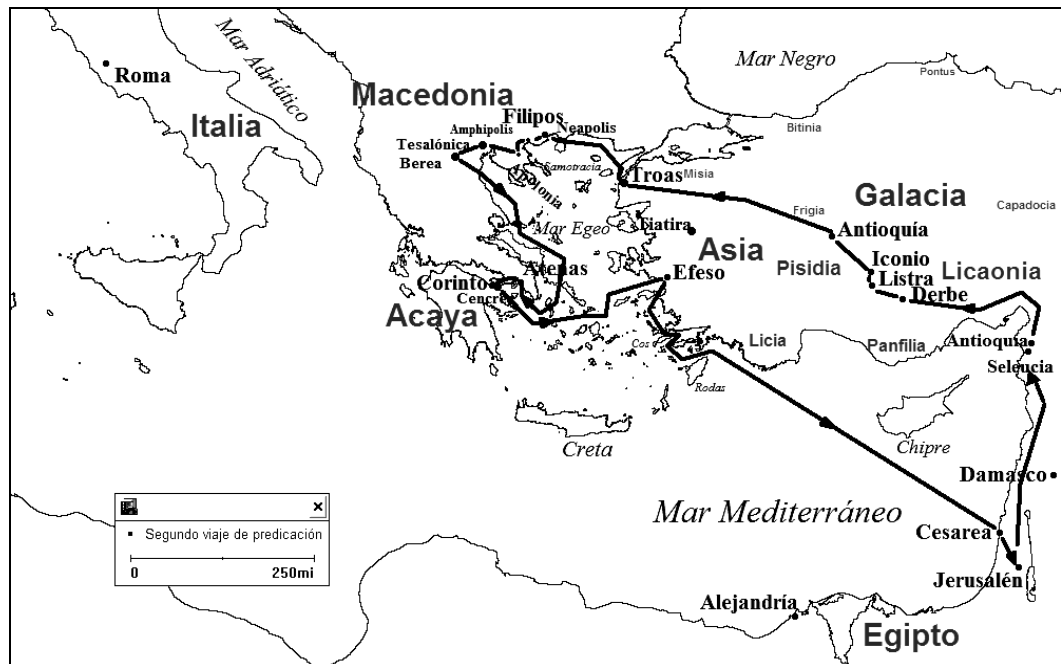 Mar Negro
Pontus
Roma
Mar Adriático
Macedonia
Filipos
Italia
Amphipolis
Neapolis
Bitinia
Tesalónica
Berea
Samotracia
Troas
Misia
Apolonia
Galacia
Capadocia
Frigia
Mar Egeo
Tiatira
Antioquía
Asia
Iconio
Pisidia
Listra
Licaonia
Atenas
Efeso
Corinto
Derbe
Cencrea
Acaya
Cos
Licia
Panfilia
Antioquía
Seleucia
Rodas
Creta
Chipre
Damasco
Mar Mediterráneo
Segundo viaje de predicación
0 250mi
Cesarea
Jerusalén
Alejandría
Egipto